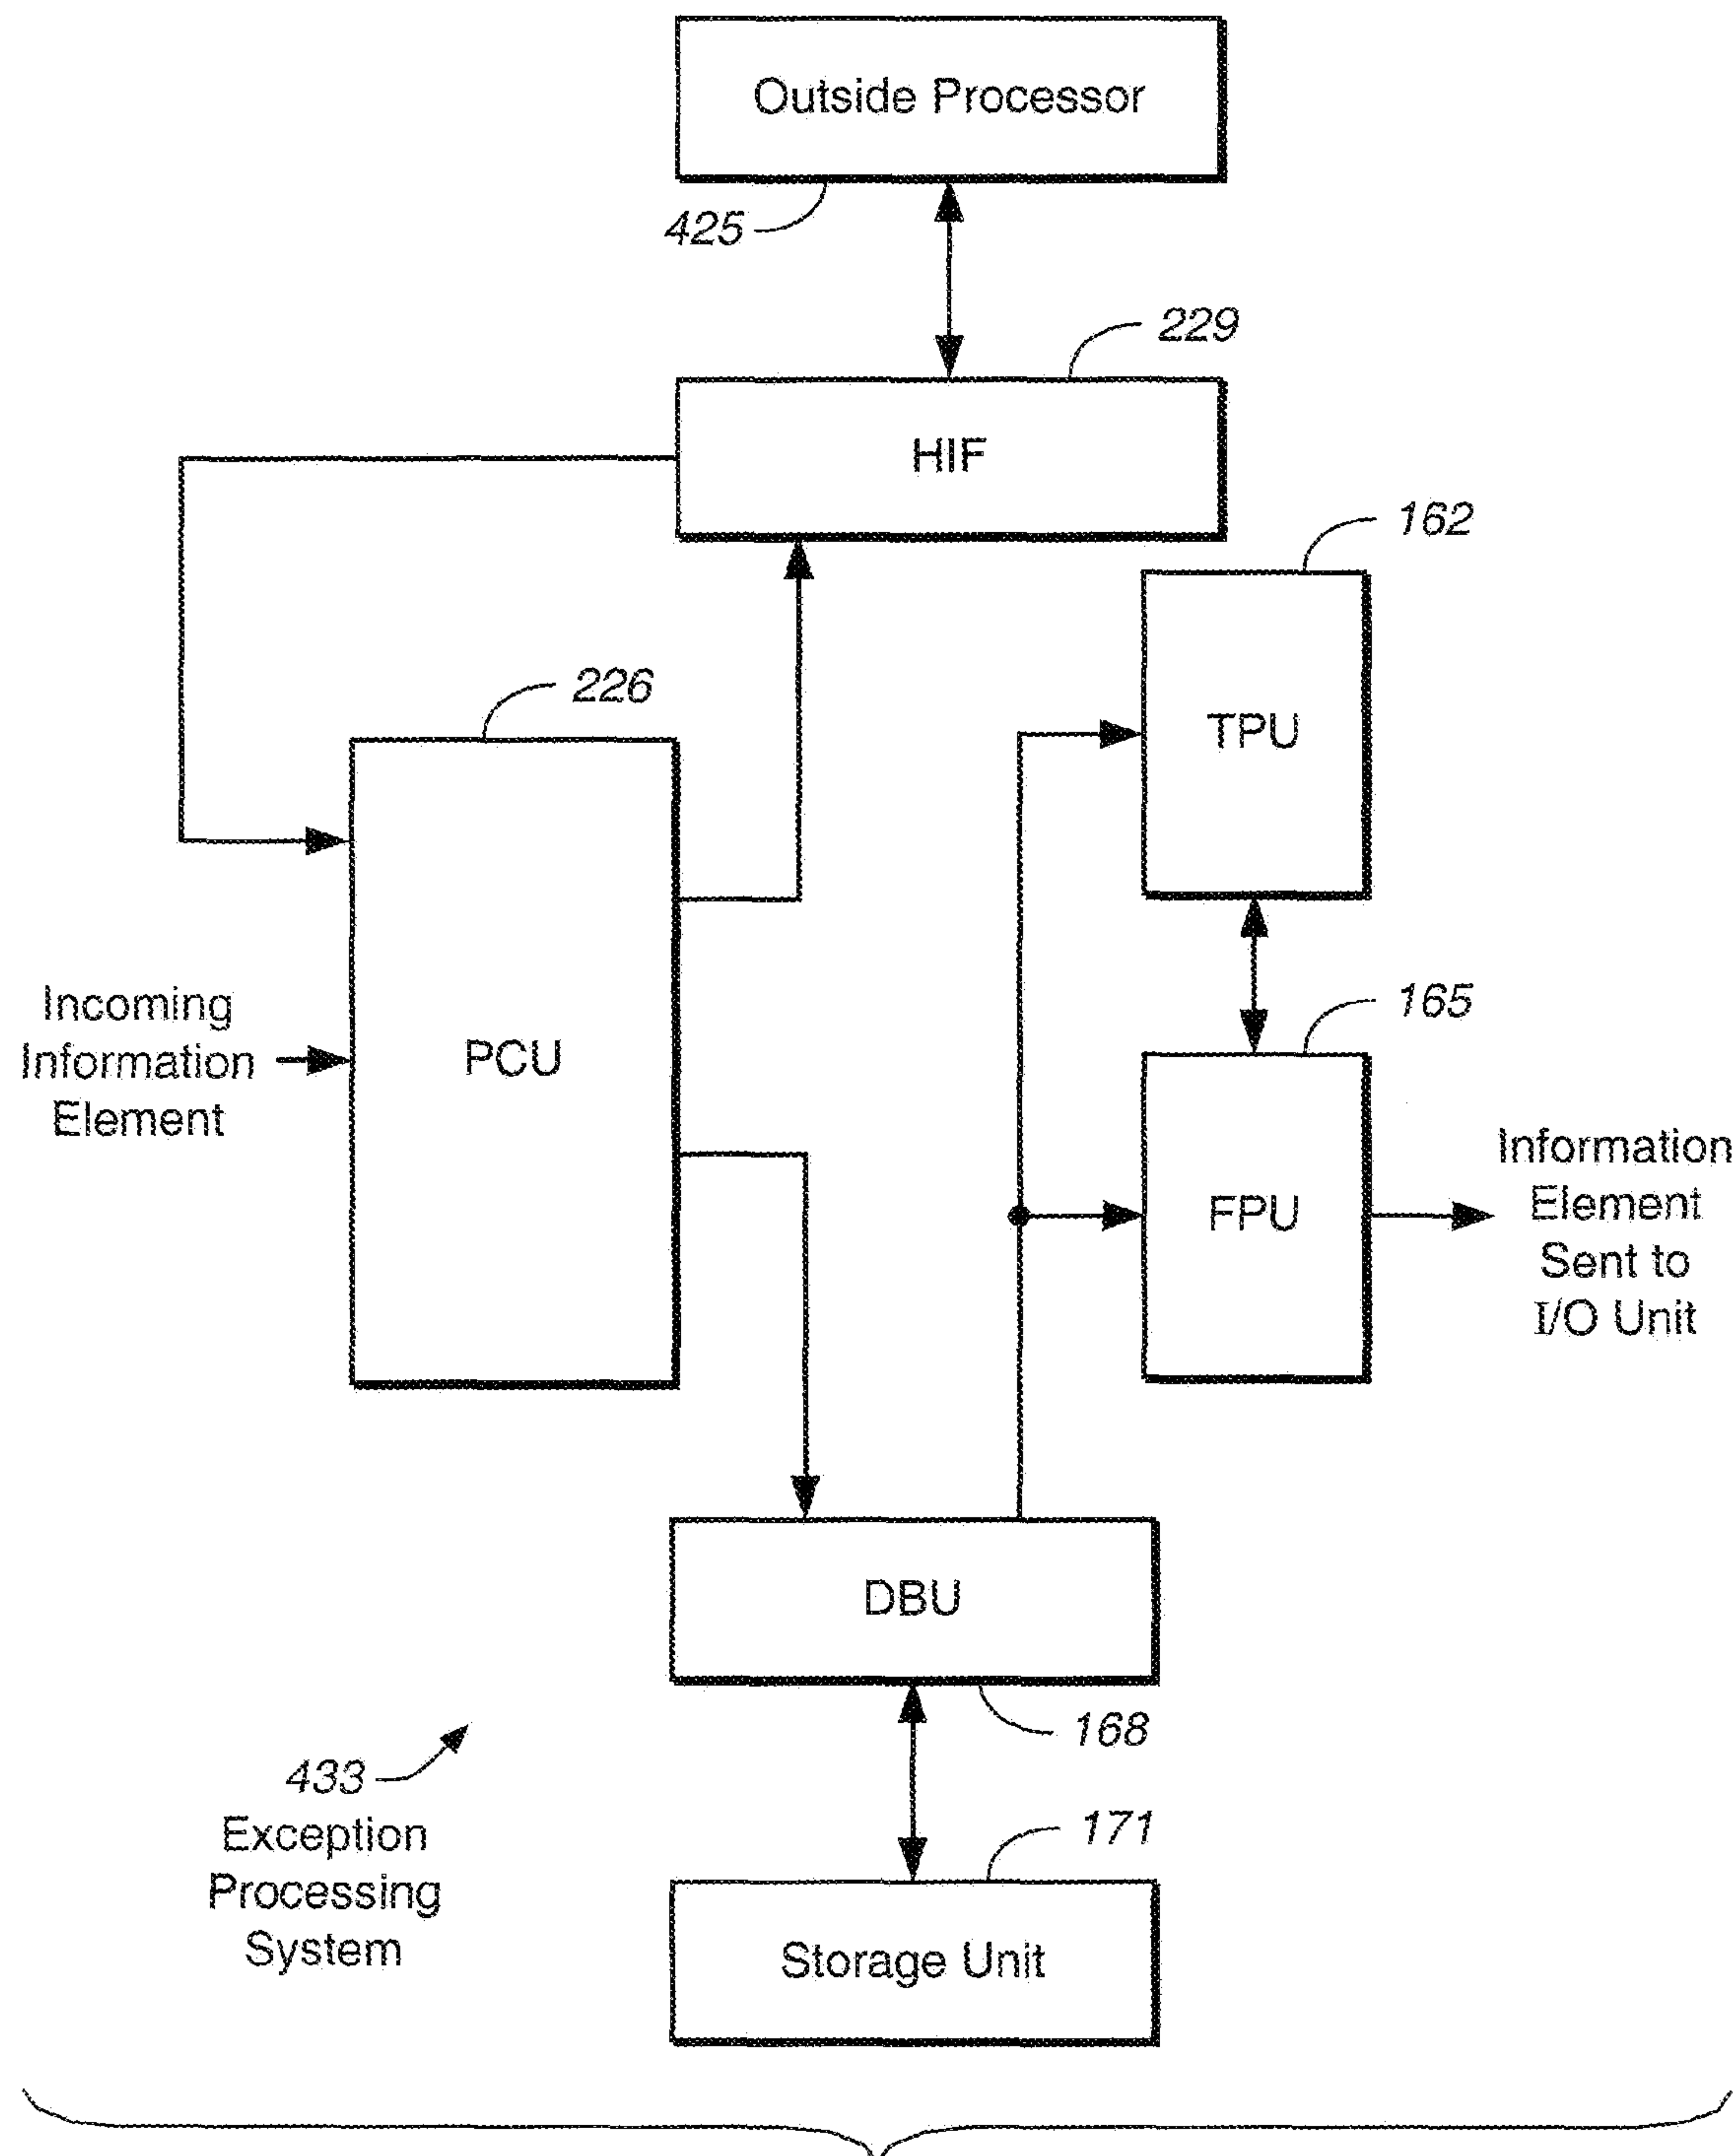 Outside Processor
425
229
HIF
162
TPU
226
PCU
Incoming
Information
Element
165
FPU
Information
Element
Sent to
I/O Unit
DBU
168
433
Exception
Processing
System
171
Storage Unit